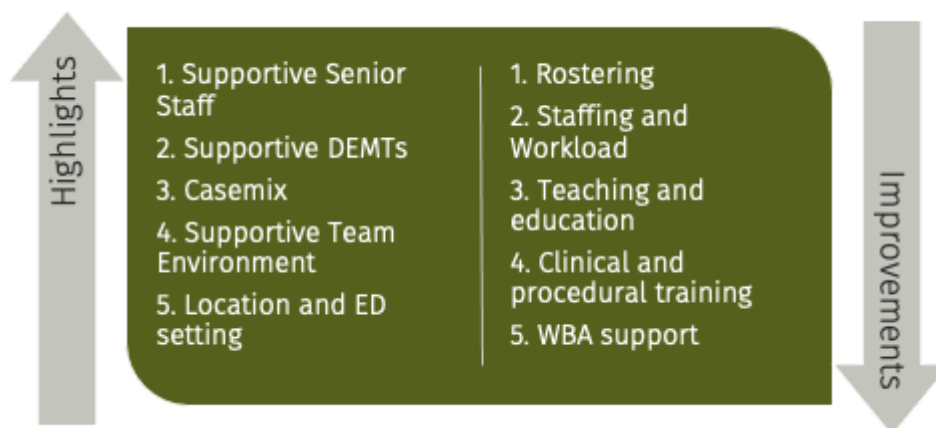 Highlights
1. Supportive Senior
Staff
2. Supportive DEMTs
3. Casemix
4. Supportive Team
Environment
5. Location and ED
setting
1. Rostering
2. Staffing and
Workload
3. Teaching and
education
4. Clinical and
procedural training
5. WBA support
Improvements